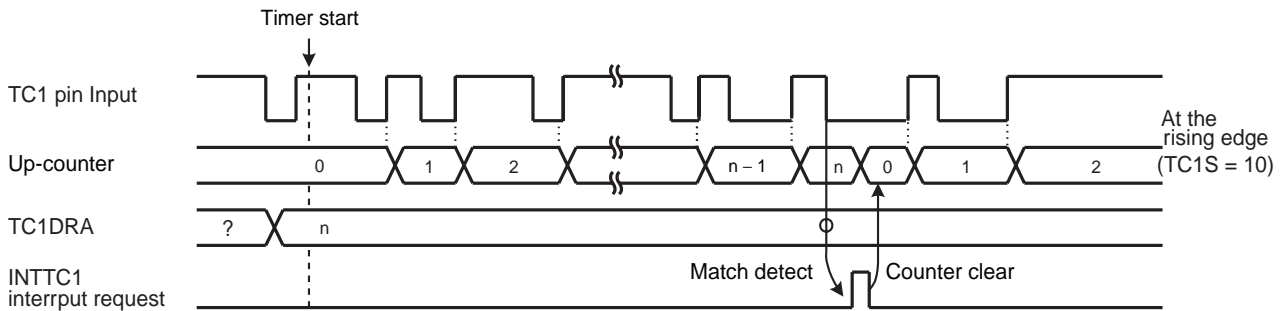 Timer start
TC1 pin Input
At the
rising edge
(TC1S = 10)
Up-counter
0 1 2 n – 1 n 0 1 2
TC1DRA
? n
Match detect Counter clear
INTTC1
interrput request